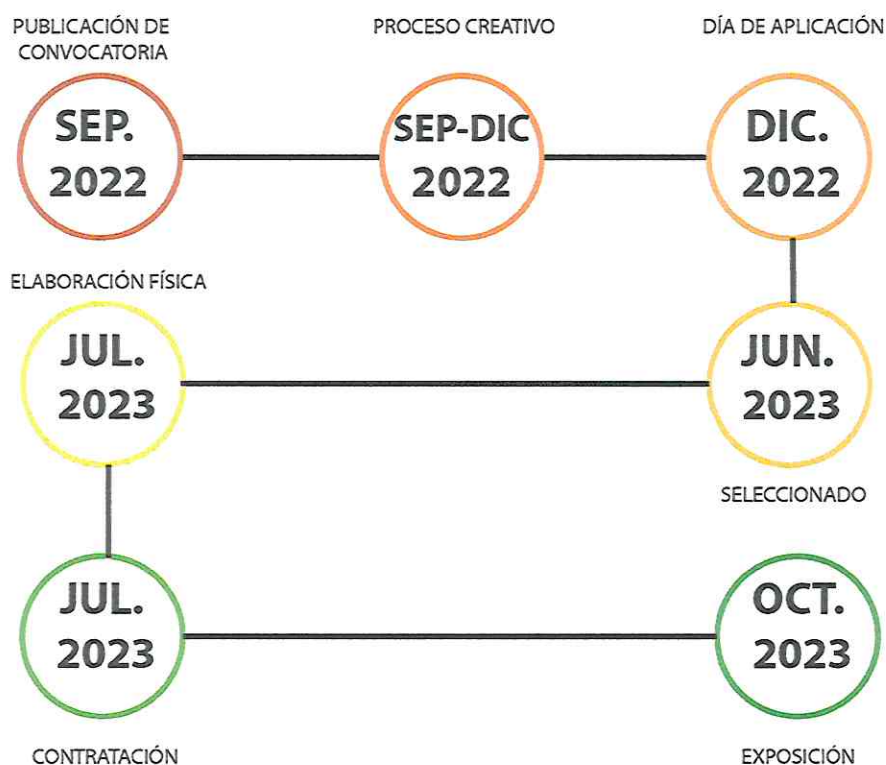 PUBLICACIÓN DE
CONVOCATORIA
SEP.
2022
PROCESO CREATIVO
SEP-DIC
2022
DÍA DE APLICACIÓN
DIC.
2022
JUN.
2023
SELECCIONADO
ELABORACIÓN FÍSICA
JUL.
2023
JUL.
2023
CONTRATACIÓN
OCT.
2023
EXPOSICIÓN